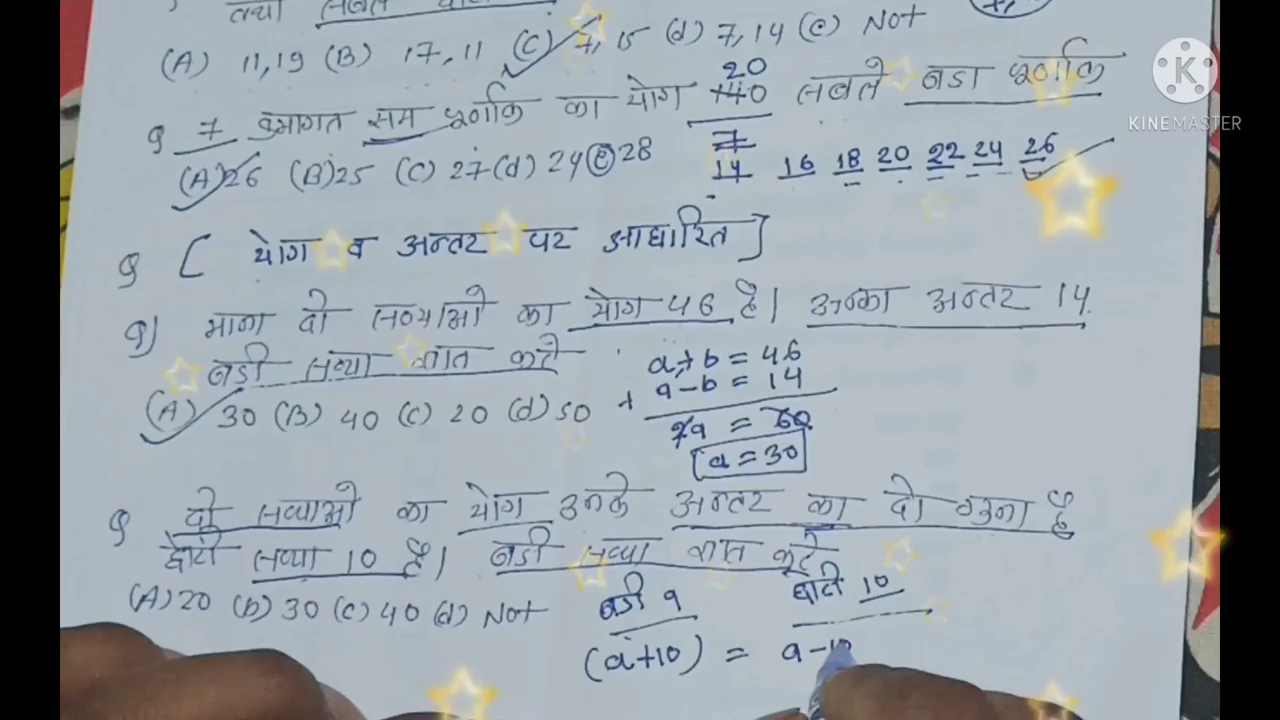 तथा सबसे
(A) 11,19 (B) 17,11 (C) 7,15 (d) 7,14 (e) Not
Q 7 क्रमागत सम पूर्णांक का योग 140 सबसे बडा पूर्णांक
20
7
(A) 26 (B) 25 (C) 27 (d) 24 (e) 28
14 16 18 20 22 24 26
Q [ योग व अन्तर पर आधारित ]
Q) माना दो संख्याओ का योग 46 है। उनका अन्तर 14
बडी संख्या ज्ञात करे
a+b = 46
+ a-b = 14
(A) 30 (B) 40 (C) 20 (d) 50
2a = 60
a = 30
Q दो संख्याओ का योग उनके अन्तर का दो गुना है
छोटी संख्या 10 है। बडी संख्या ज्ञात करे
(A) 20 (b) 30 (c) 40 (d) Not
बडी a छोटी 10
(a+10) = a-10
KINEMASTER